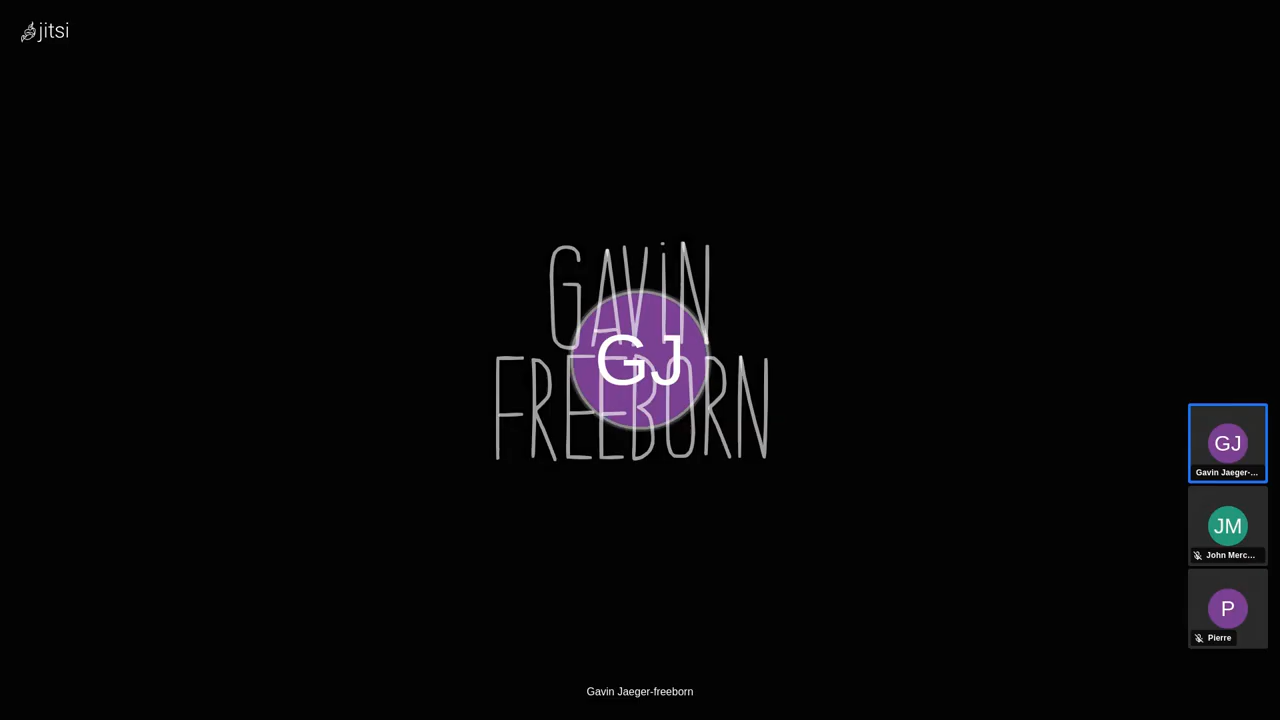 jitsi
GAViN
FREEBORN
GJ
GJ
Gavin Jaeger-...
JM
John Merc...
P
Pierre
Gavin Jaeger-freeborn